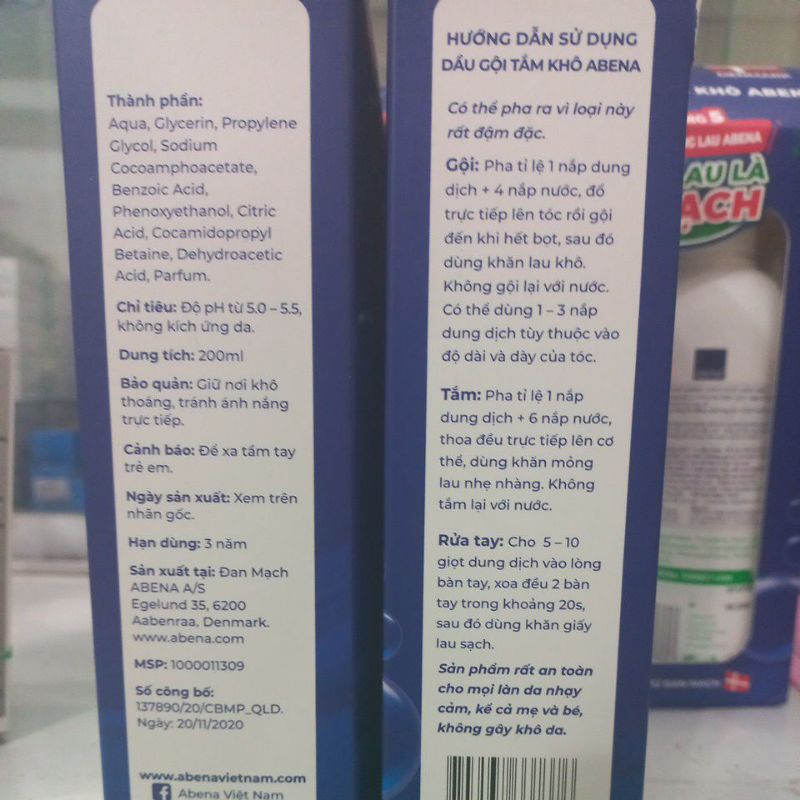 Thành phần:
Aqua, Glycerin, Propylene
Glycol, Sodium
Cocoamphoacetate,
Benzoic Acid,
Phenoxyethanol, Citric
Acid, Cocamidopropyl
Betaine, Dehydroacetic
Acid, Parfum.
Chỉ tiêu: Độ pH từ 5.0 – 5.5,
không kích ứng da.
Dung tích: 200ml
Bảo quản: Giữ nơi khô
thoáng, tránh ánh nắng
trực tiếp.
Cảnh báo: Để xa tầm tay
trẻ em.
Ngày sản xuất: Xem trên
nhãn gốc.
Hạn dùng: 3 năm
Sản xuất tại: Đan Mạch
ABENA A/S
Egelund 35, 6200
Aabenraa, Denmark.
www.abena.com
MSP: 1000011309
Số công bố:
137890/20/CBMP_QLD.
Ngày: 20/11/2020
www.abenavietnam.com
Abena Việt Nam
HƯỚNG DẪN SỬ DỤNG
DẦU GỘI TẮM KHÔ ABENA
Có thể pha ra vì loại này
rất đậm đặc.
Gội: Pha tỉ lệ 1 nắp dung
dịch + 4 nắp nước, đổ
trực tiếp lên tóc rồi gội
đến khi hết bọt, sau đó
dùng khăn lau khô.
Không gội lại với nước.
Có thể dùng 1 – 3 nắp
dung dịch tùy thuộc vào
độ dài và dày của tóc.
Tắm: Pha tỉ lệ 1 nắp
dung dịch + 6 nắp nước,
thoa đều trực tiếp lên cơ
thể, dùng khăn mỏng
lau nhẹ nhàng. Không
tắm lại với nước.
Rửa tay: Cho 5 – 10
giọt dung dịch vào lòng
bàn tay, xoa đều 2 bàn
tay trong khoảng 20s,
sau đó dùng khăn giấy
lau sạch.
Sản phẩm rất an toàn
cho mọi làn da nhạy
cảm, kể cả mẹ và bé,
không gây khô da.
KHÔ ABENA
LAU ABENA
AU LÀ
ẠCH